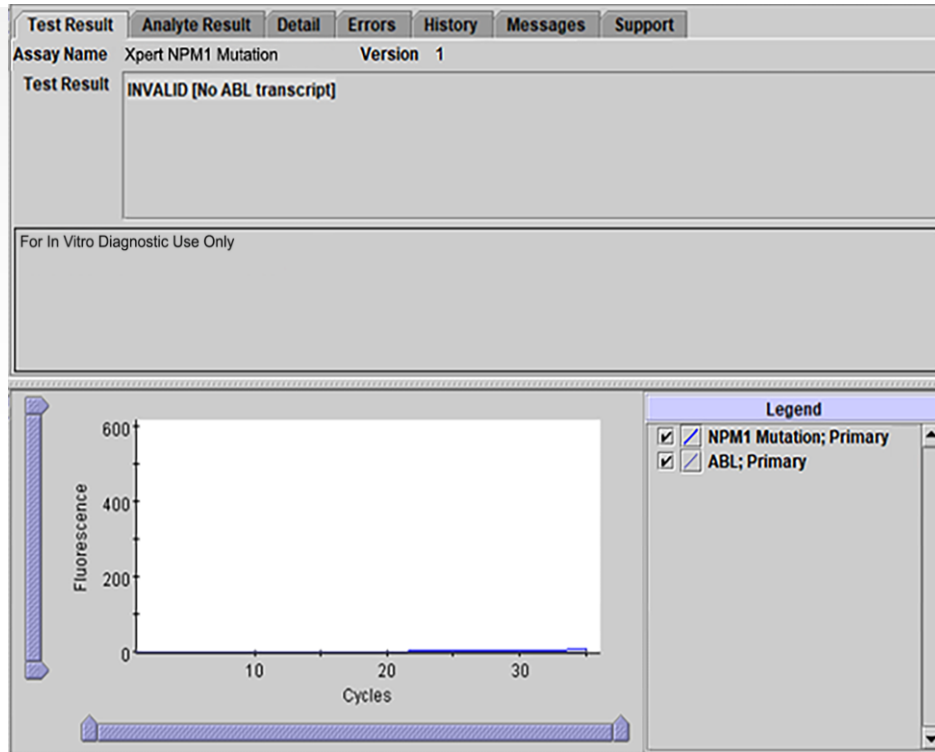 Test Result Analyte Result Detail Errors History Messages Support
Assay Name Xpert NPM1 Mutation Version 1
Test Result INVALID [No ABL transcript]
For In Vitro Diagnostic Use Only
600
400
200
0
Fluorescence
10 20 30
Cycles
Legend
NPM1 Mutation; Primary
ABL; Primary